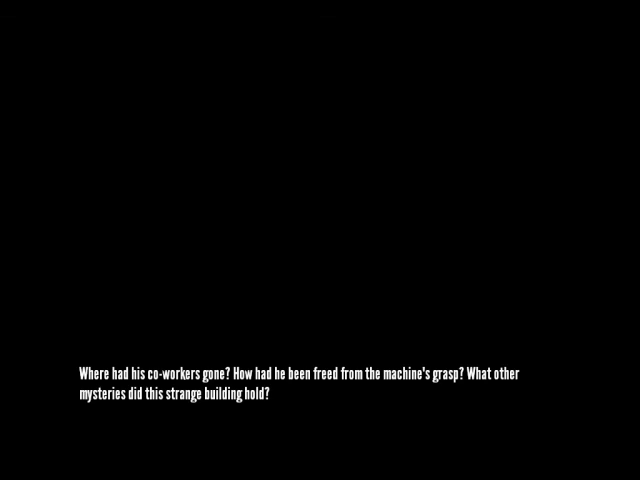 Where had his co-workers gone? How had he been freed from the machine's grasp? What other
mysteries did this strange building hold?